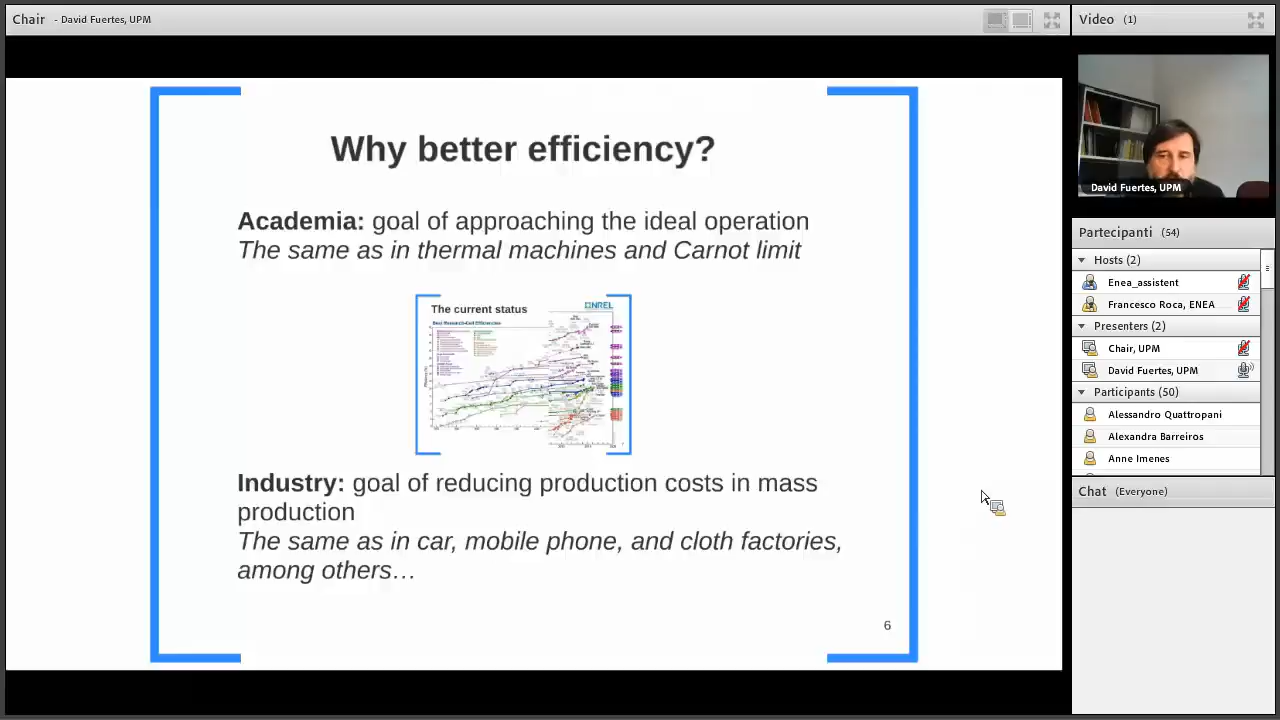 Chair - David Fuertes, UPM
Why better efficiency?
Academia: goal of approaching the ideal operation
The same as in thermal machines and Carnot limit
The current status
NREL
Best Research-Cell Efficiencies
Industry: goal of reducing production costs in mass
production
The same as in car, mobile phone, and cloth factories,
among others…
6
Video (1)
David Fuertes, UPM
Partecipanti (54)
Hosts (2)
Enea_assistent
Francesco Roca, ENEA
Presenters (2)
Chair, UPM
David Fuertes, UPM
Participants (50)
Alessandro Quattropani
Alexandra Barreiros
Anne Imenes
Chat (Everyone)